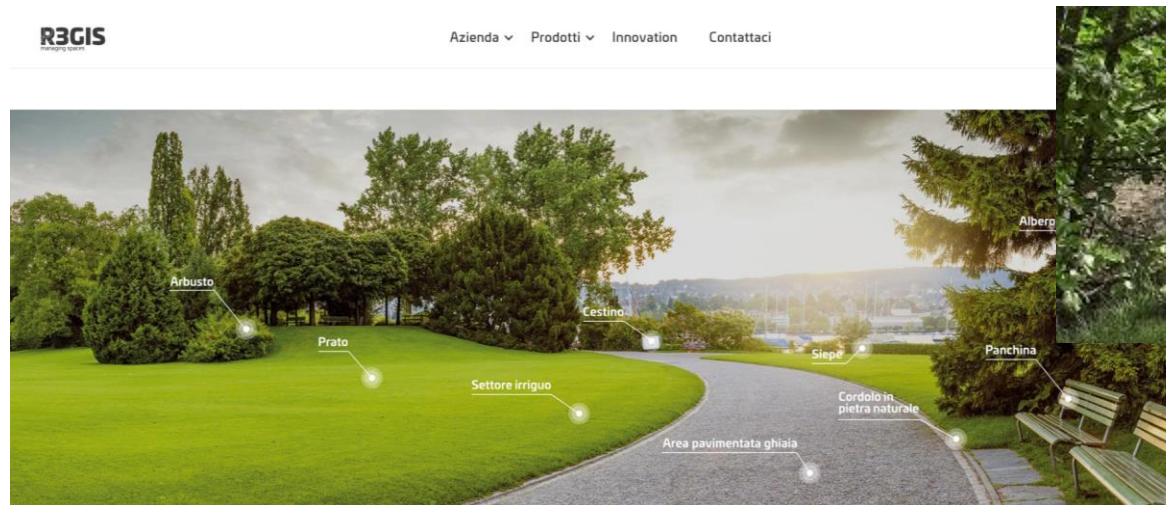 R3GIS
managing spaces
Azienda
Prodotti
Innovation
Contattaci
Albero
Arbusto
Cestino
Prato
Siepe
Panchina
Settore irriguo
Cordolo in
pietra naturale
Area pavimentata ghiaia